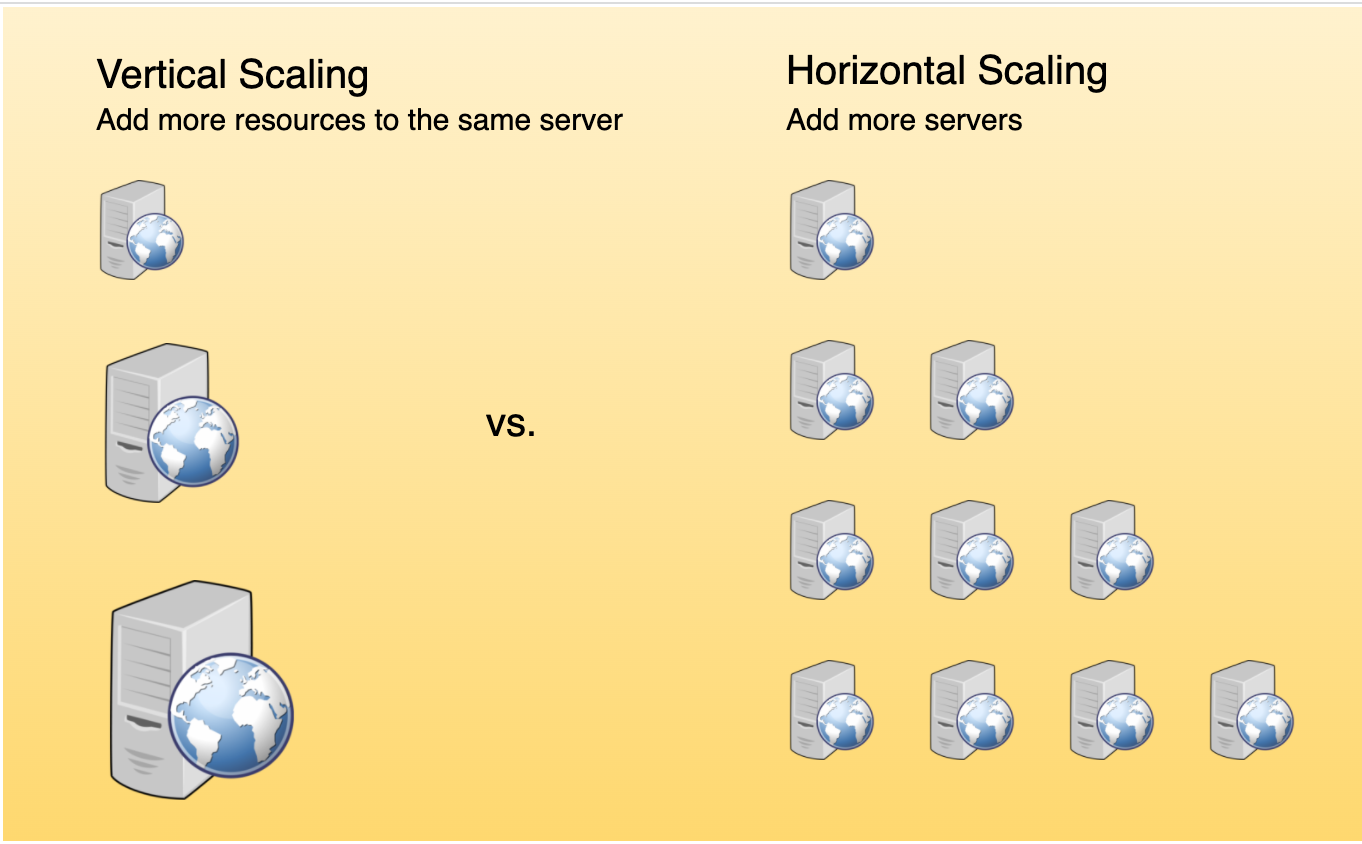 Vertical Scaling
Add more resources to the same server
vs.
Horizontal Scaling
Add more servers